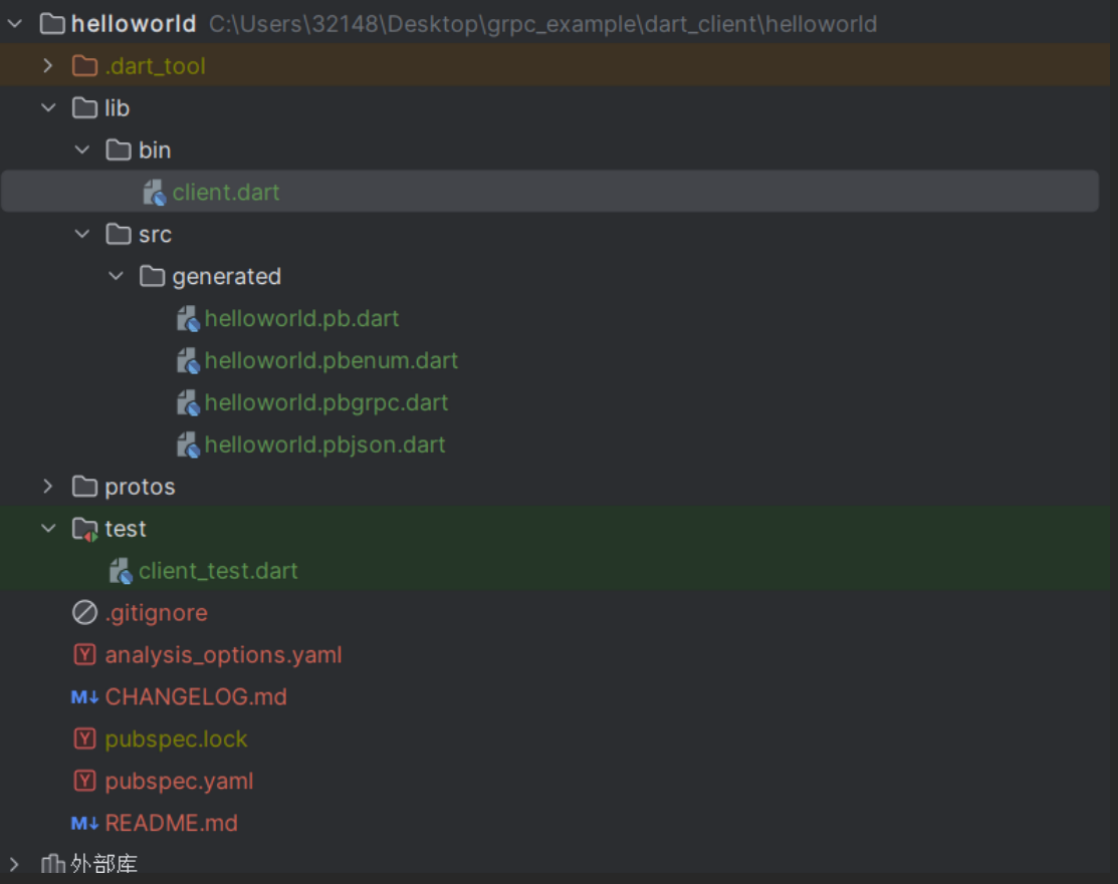 helloworld C:\Users\32148\Desktop\grpc_example\dart_client\helloworld
.dart_tool
lib
bin
client.dart
src
generated
helloworld.pb.dart
helloworld.pbenum.dart
helloworld.pbgrpc.dart
helloworld.pbjson.dart
protos
test
client_test.dart
.gitignore
Y analysis_options.yaml
M↓ CHANGELOG.md
Y pubspec.lock
Y pubspec.yaml
M↓ README.md
外部库